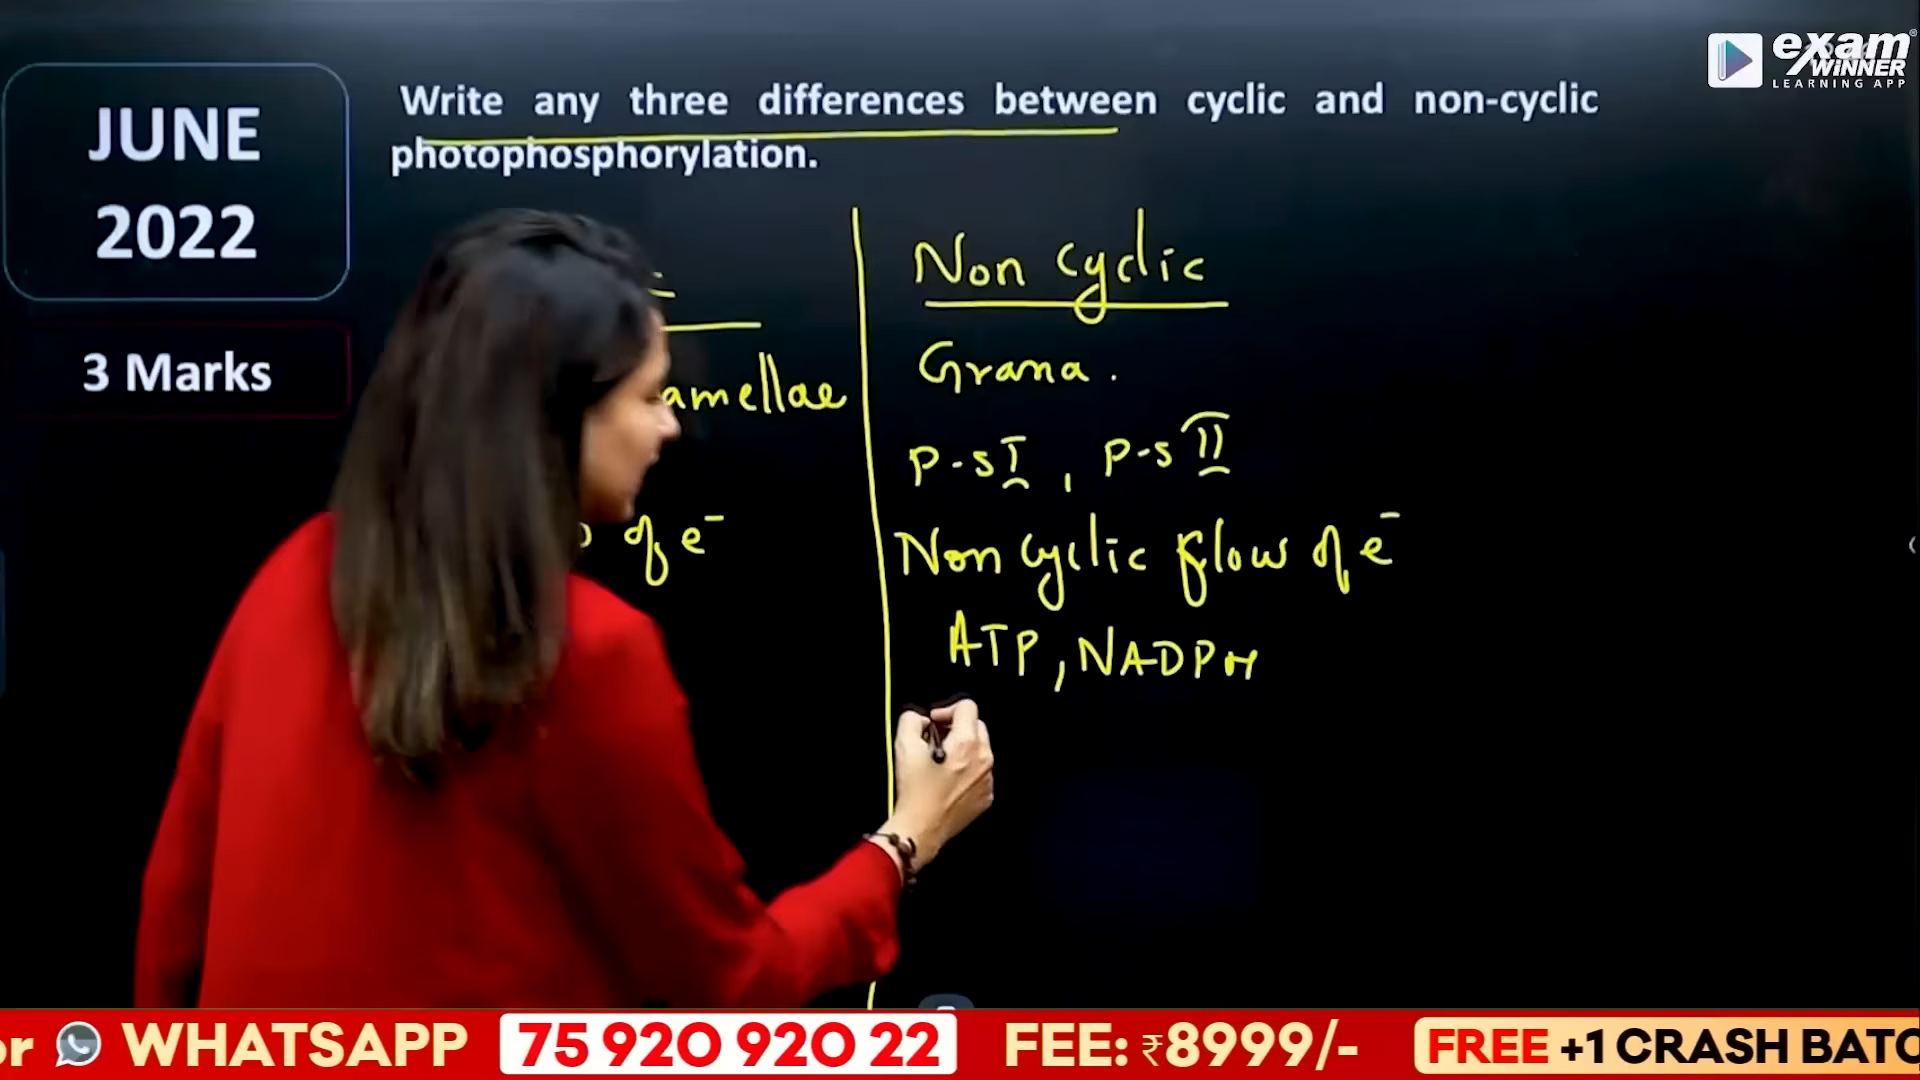 exam
WINNER
LEARNING APP
JUNE
2022
3 Marks
Write any three differences between cyclic and non-cyclic
photophosphorylation.
Non cyclic
amellae
Grana.
P-S I, P-S II
of e⁻
Non cyclic flow of e⁻
ATP, NADPH
or WHATSAPP 75 920 920 22 FEE: ₹8999/- FREE +1 CRASH BATC